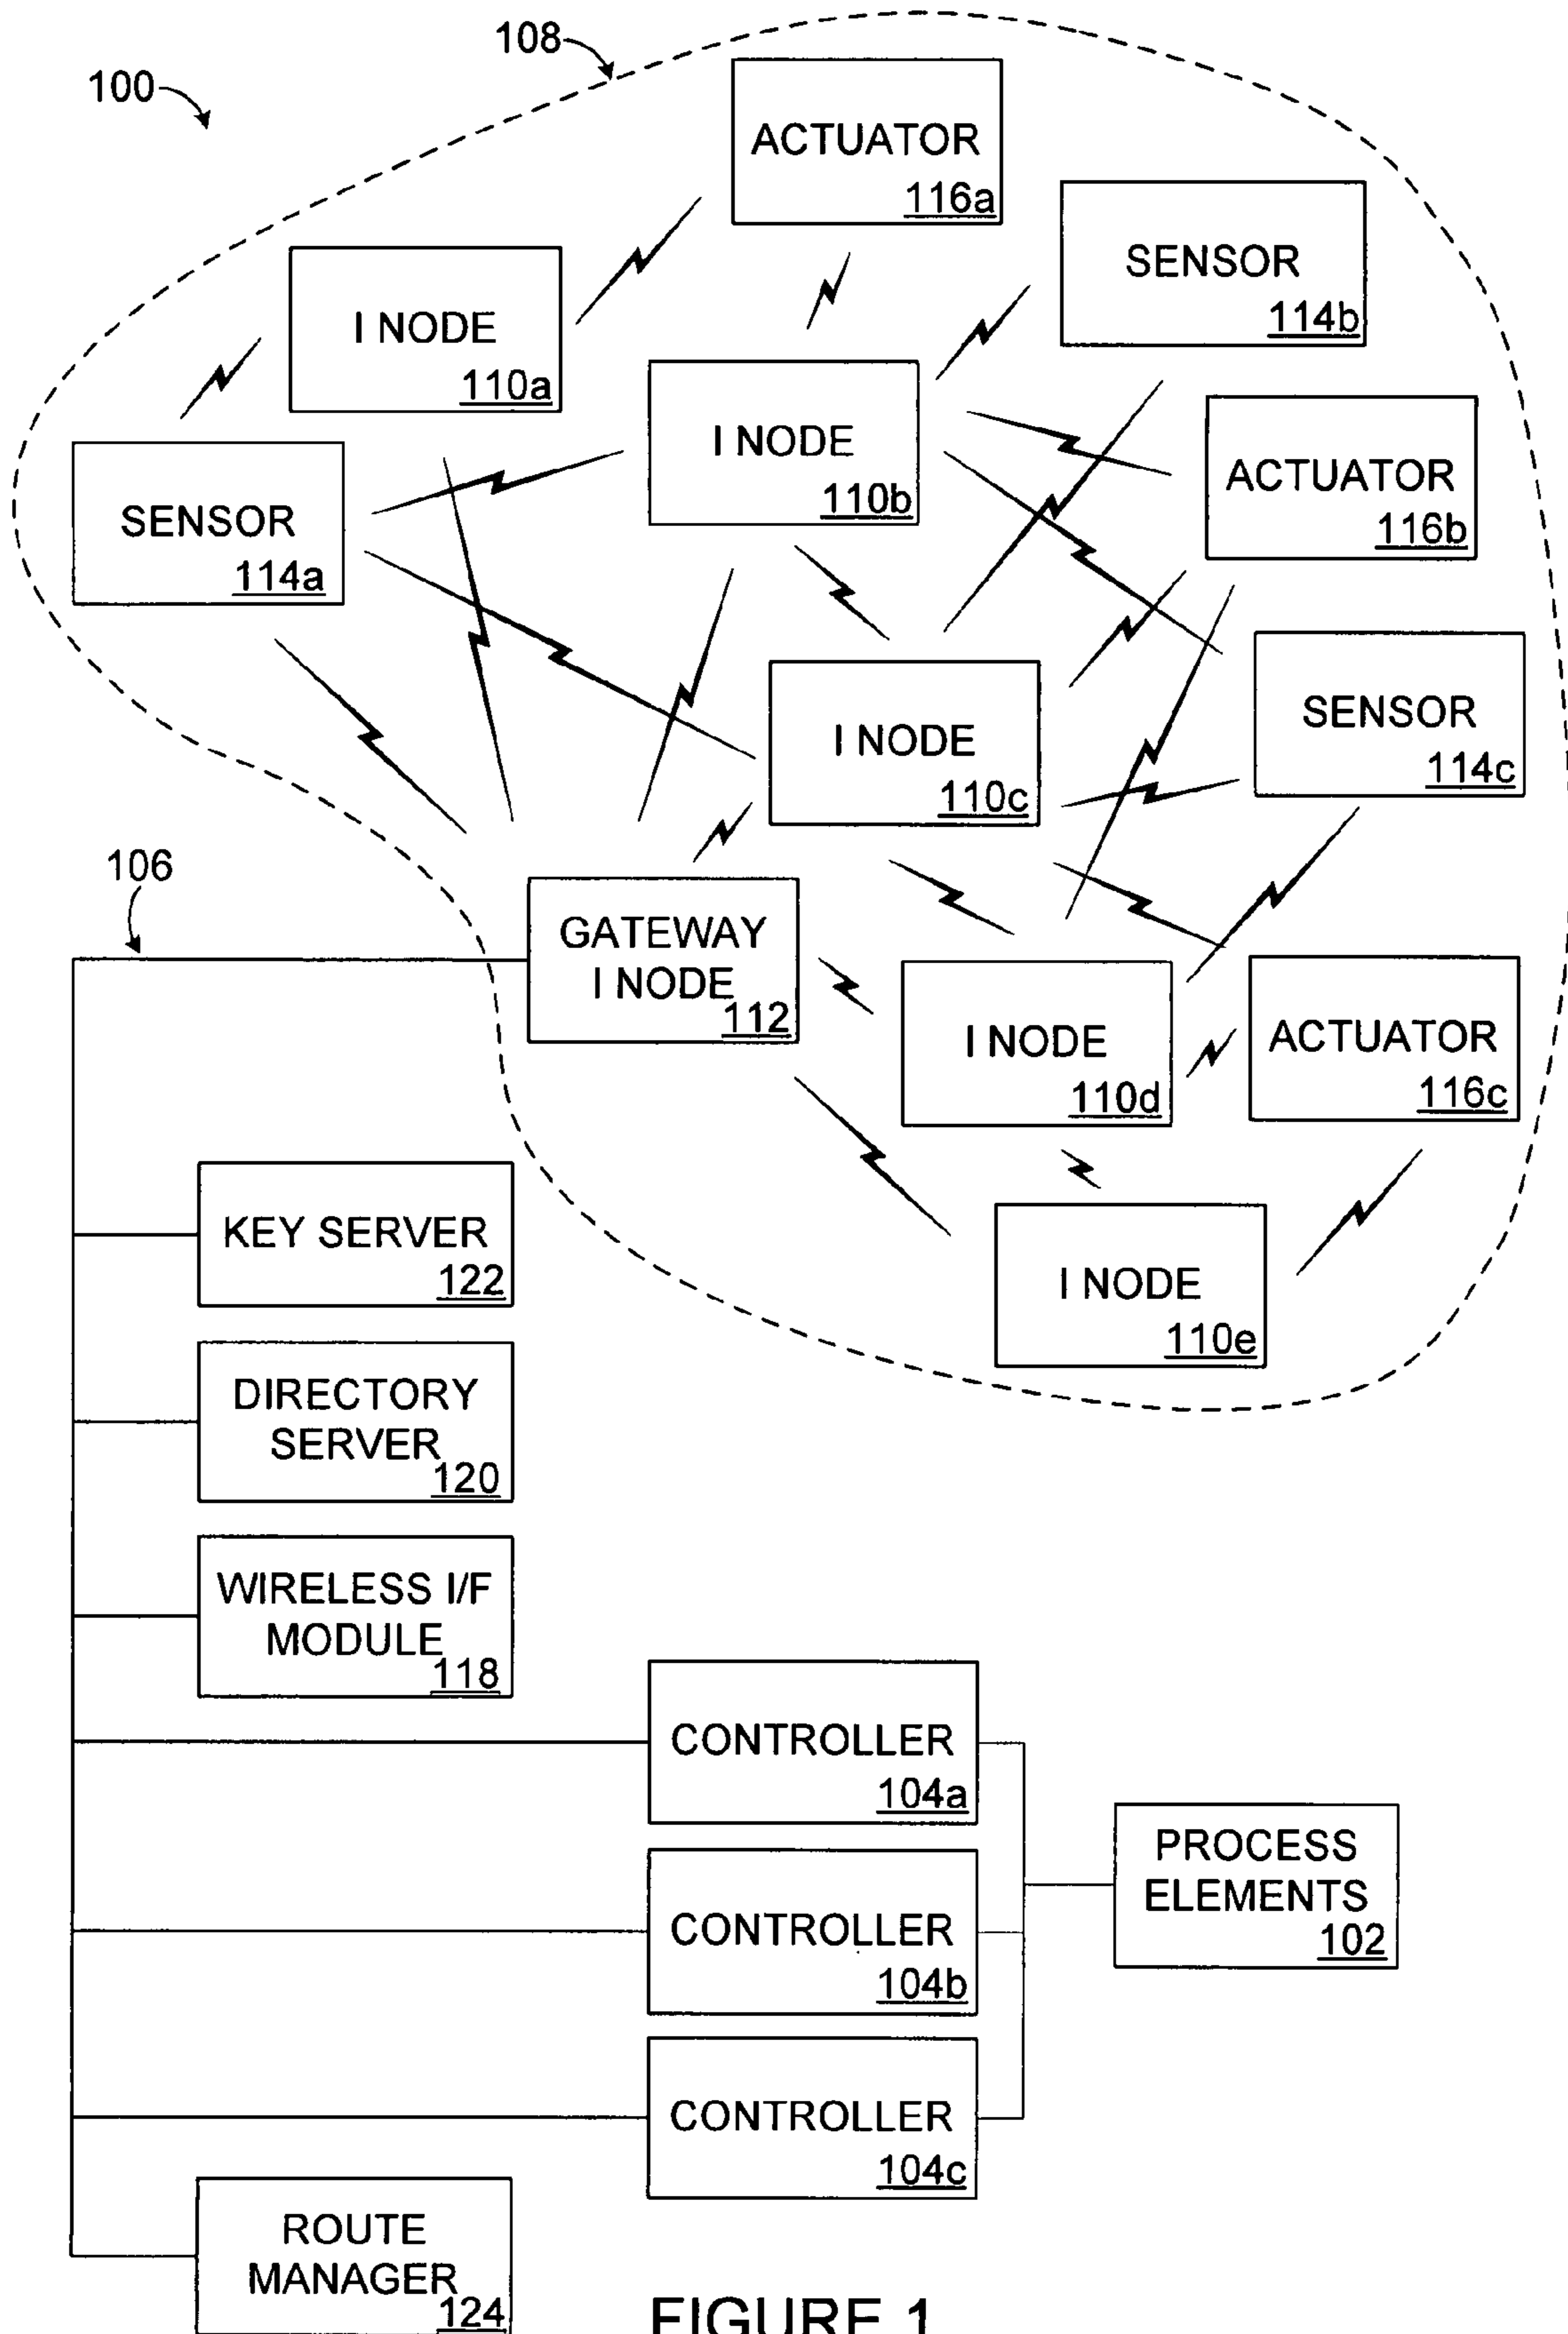 108
100
ACTUATOR
116a
SENSOR
114b
I NODE
110a
I NODE
110b
ACTUATOR
116b
SENSOR
114a
SENSOR
114c
I NODE
110c
106
GATEWAY
I NODE
112
I NODE
110d
ACTUATOR
116c
KEY SERVER
122
I NODE
110e
DIRECTORY
SERVER
120
WIRELESS I/F
MODULE
118
CONTROLLER
104a
PROCESS
ELEMENTS
102
CONTROLLER
104b
CONTROLLER
104c
ROUTE
MANAGER
124
FIGURE 1